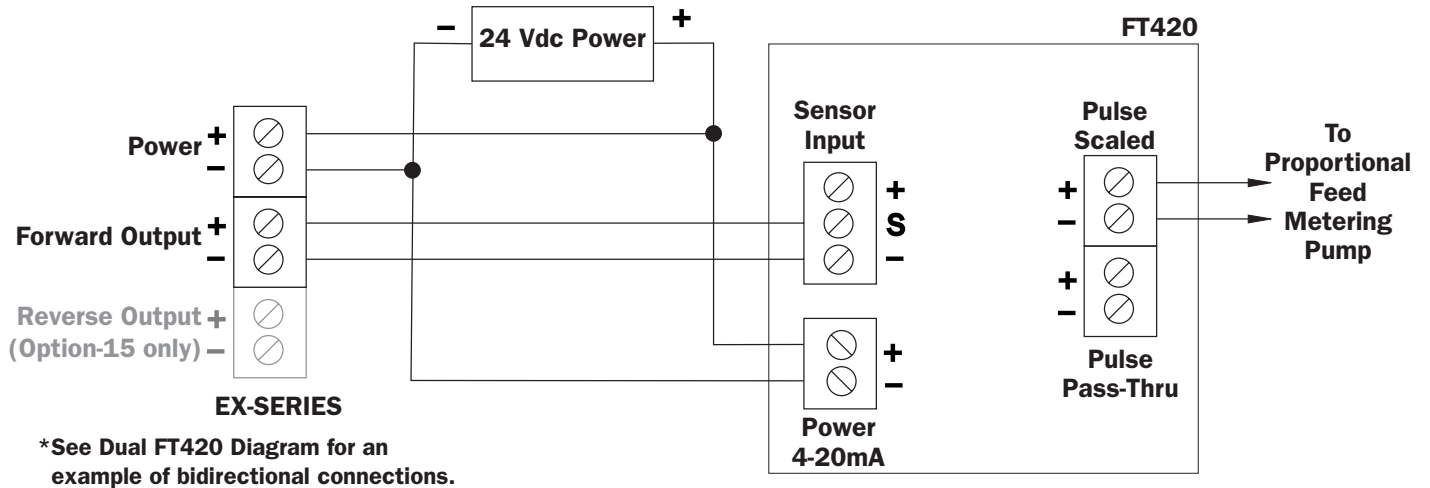 − 24 Vdc Power +
FT420
Power +
−
Forward Output +
−
Reverse Output +
(Option-15 only) −
EX-SERIES
*See Dual FT420 Diagram for an
example of bidirectional connections.
Sensor
Input
+
S
−
+
−
Power
4-20mA
Pulse
Scaled
+
−
+
−
Pulse
Pass-Thru
To
Proportional
Feed
Metering
Pump